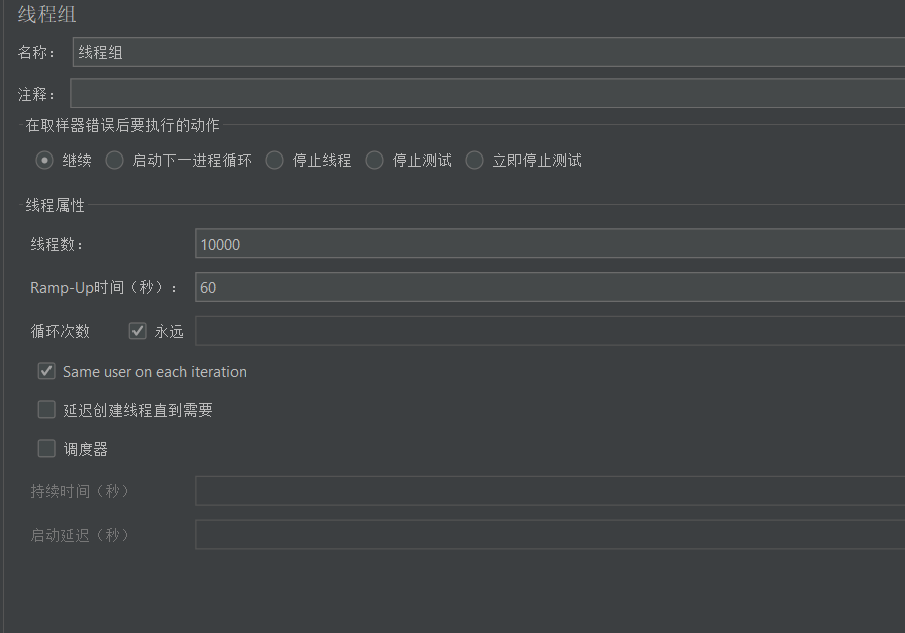 线程组
名称： 线程组
注释：
在取样器错误后要执行的动作
继续 启动下一进程循环 停止线程 停止测试 立即停止测试
线程属性
线程数： 10000
Ramp-Up时间（秒）： 60
循环次数 永远
Same user on each iteration
延迟创建线程直到需要
调度器
持续时间（秒）
启动延迟（秒）